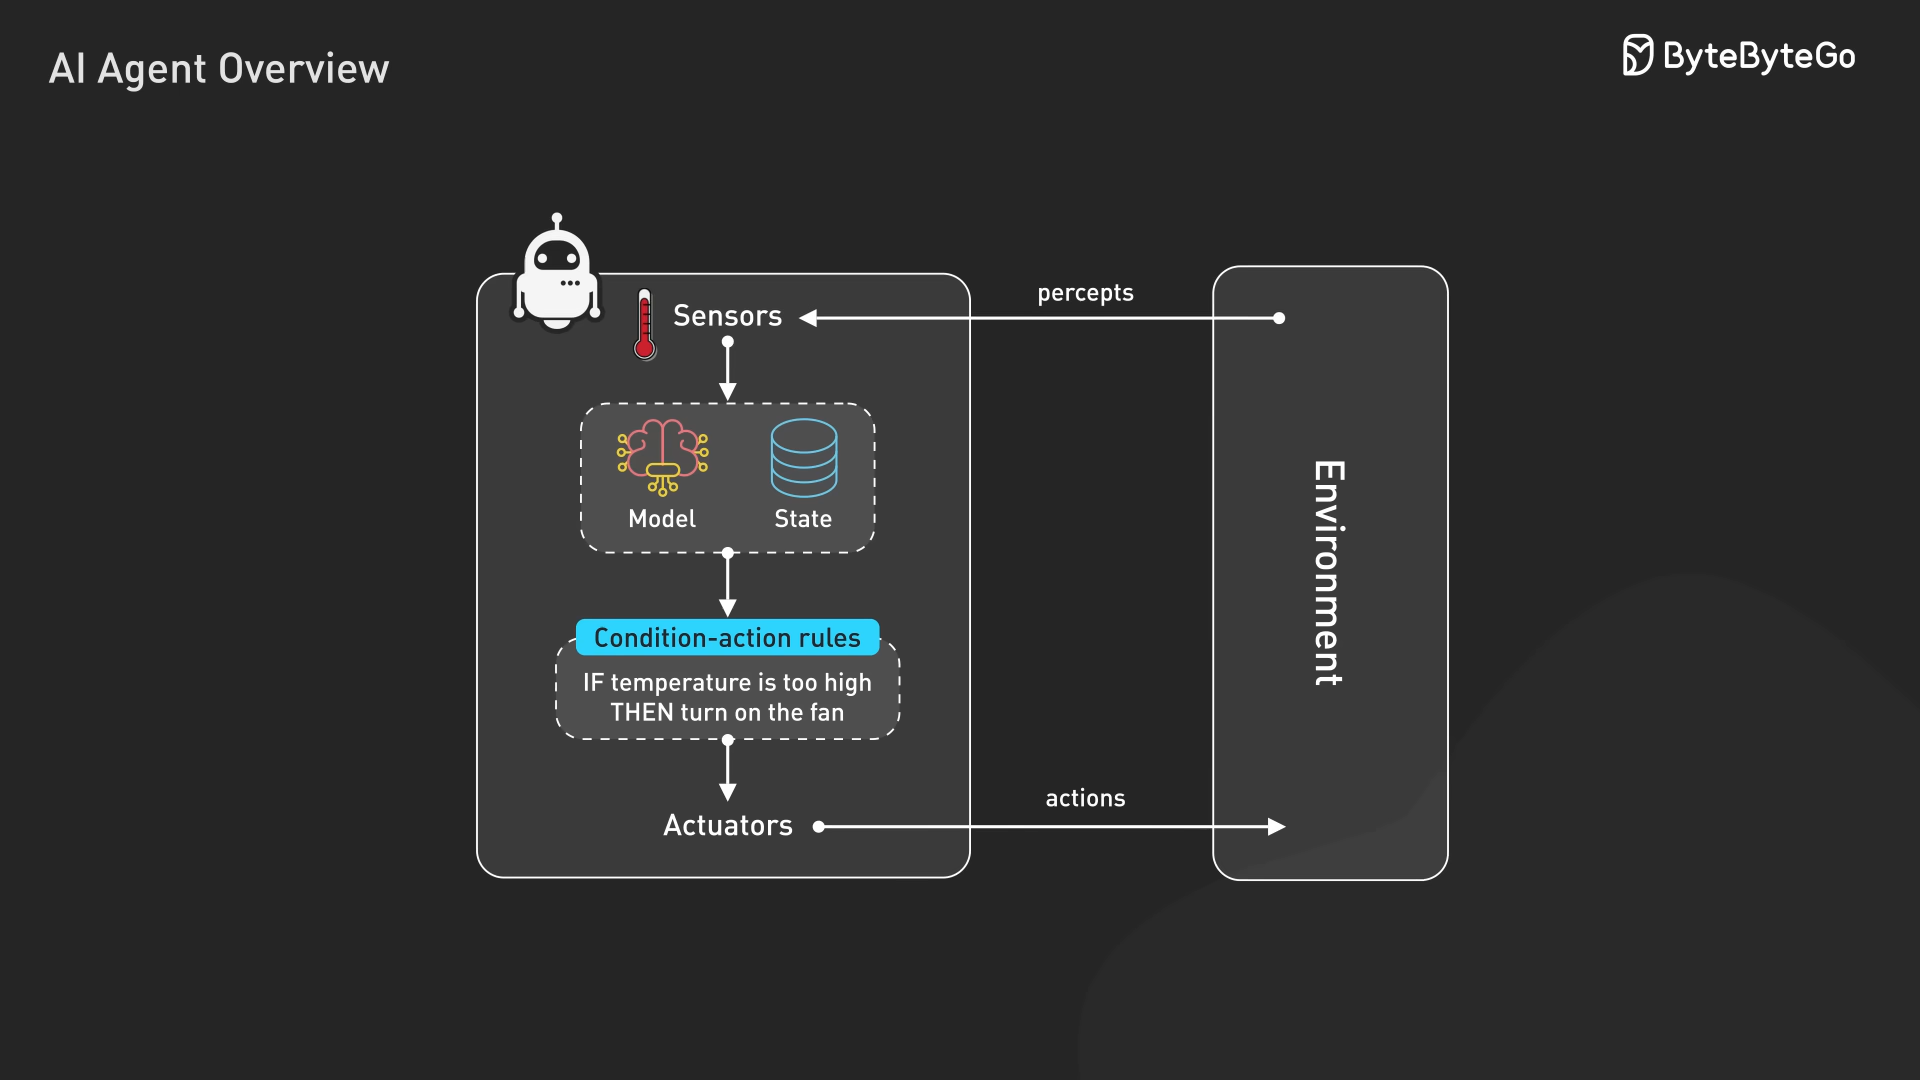 AI Agent Overview
ByteByteGo
percepts
Sensors
Model
State
Environment
Condition-action rules
IF temperature is too high
THEN turn on the fan
actions
Actuators